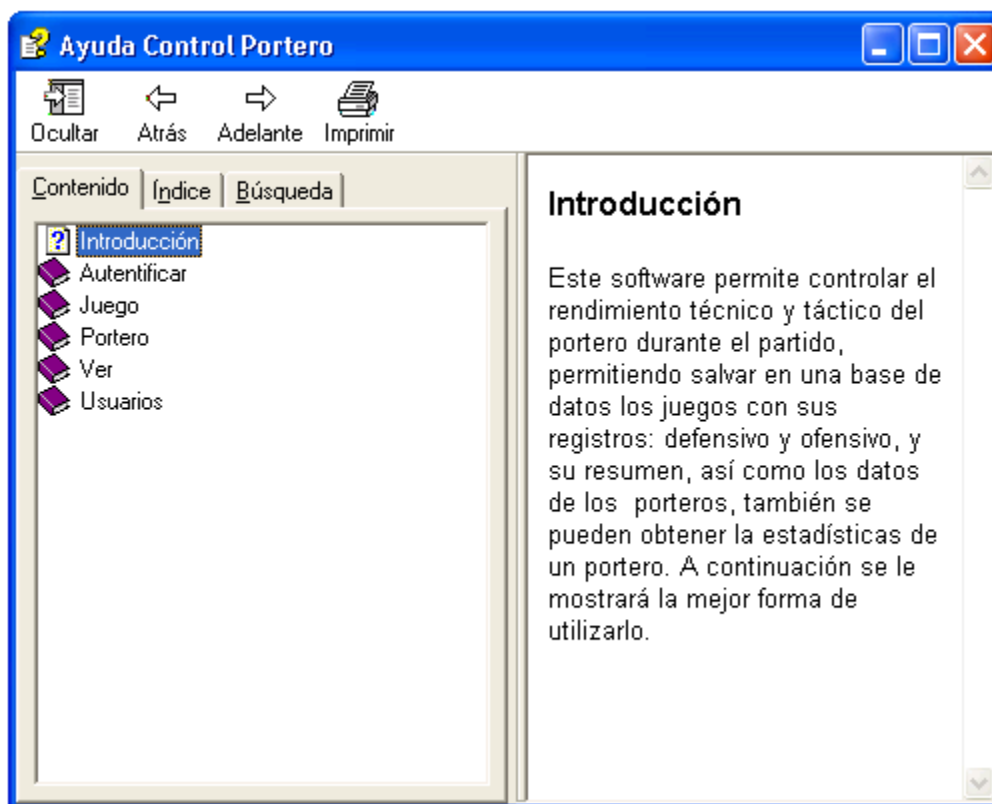 Ayuda Control Portero
Ocultar Atrás Adelante Imprimir
Contenido Índice Búsqueda
Introducción
Autentificar
Juego
Portero
Ver
Usuarios
Introducción
Este software permite controlar el
rendimiento técnico y táctico del
portero durante el partido,
permitiendo salvar en una base de
datos los juegos con sus
registros: defensivo y ofensivo, y
su resumen, así como los datos
de los  porteros, también se
pueden obtener la estadísticas de
un portero. A continuación se le
mostrará la mejor forma de
utilizarlo.